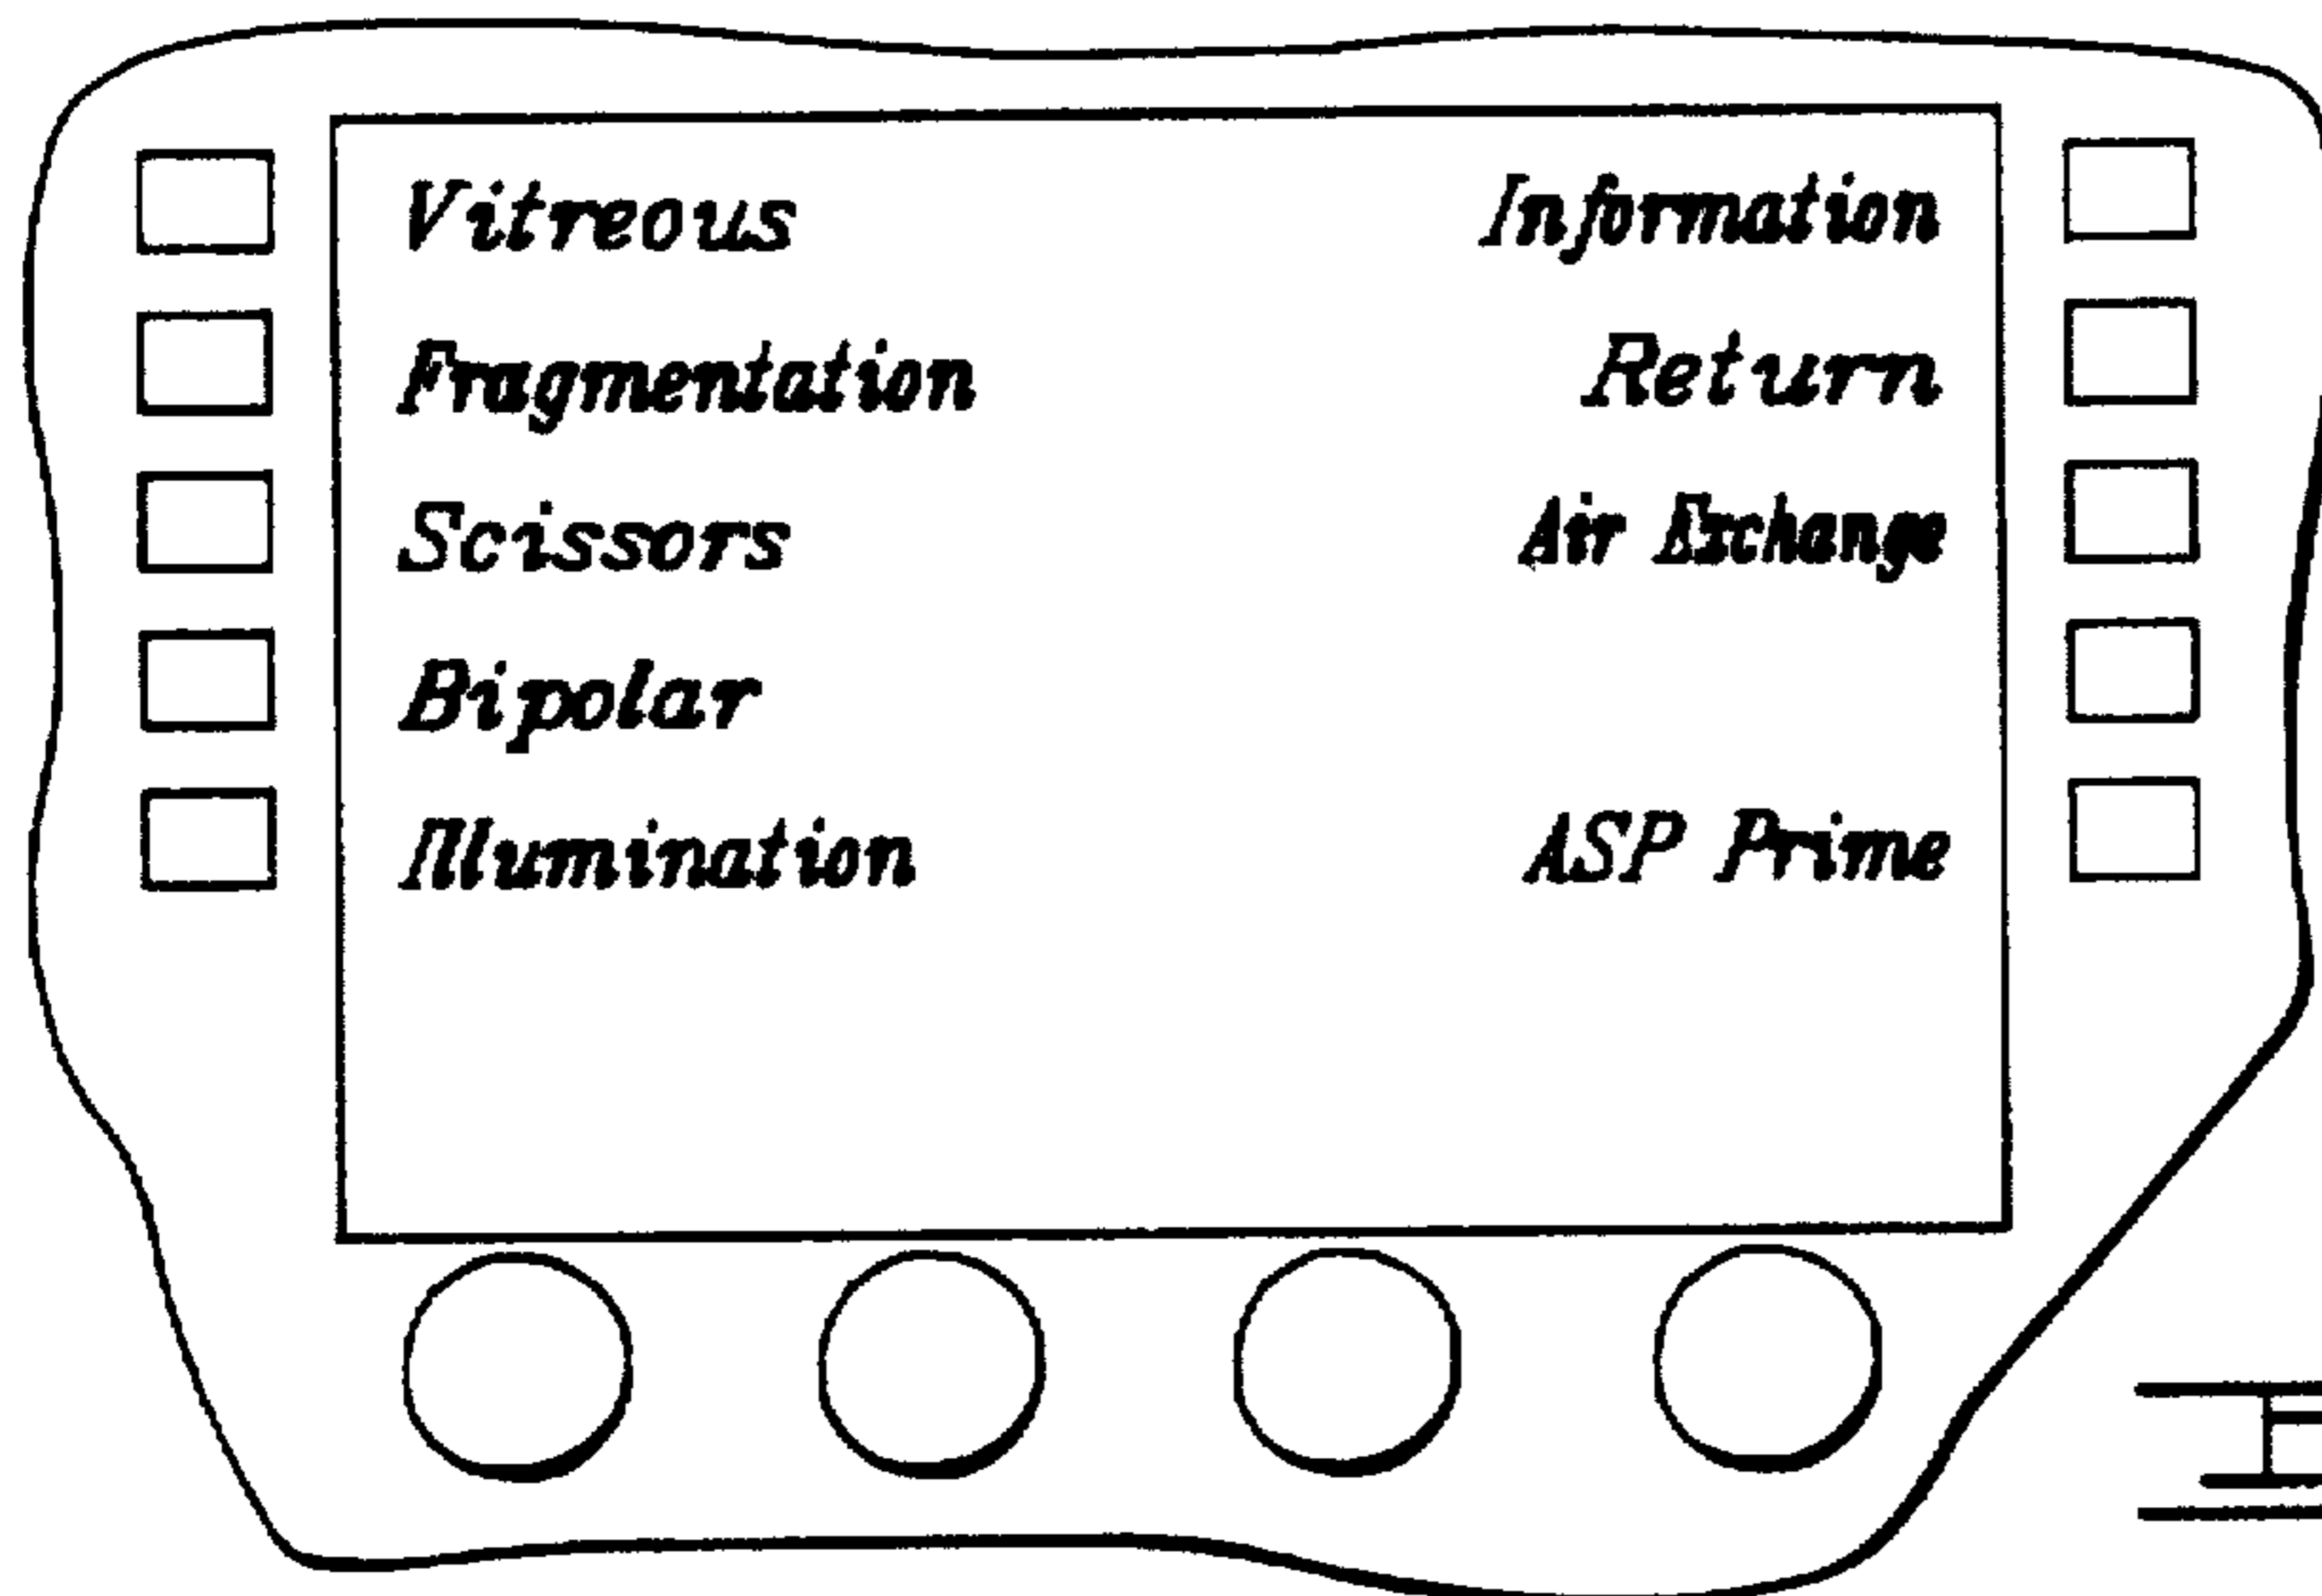 Vitreous Information
Fragmentation Return
Scissors Air Exchange
Bipolar
Illumination ASP Prime